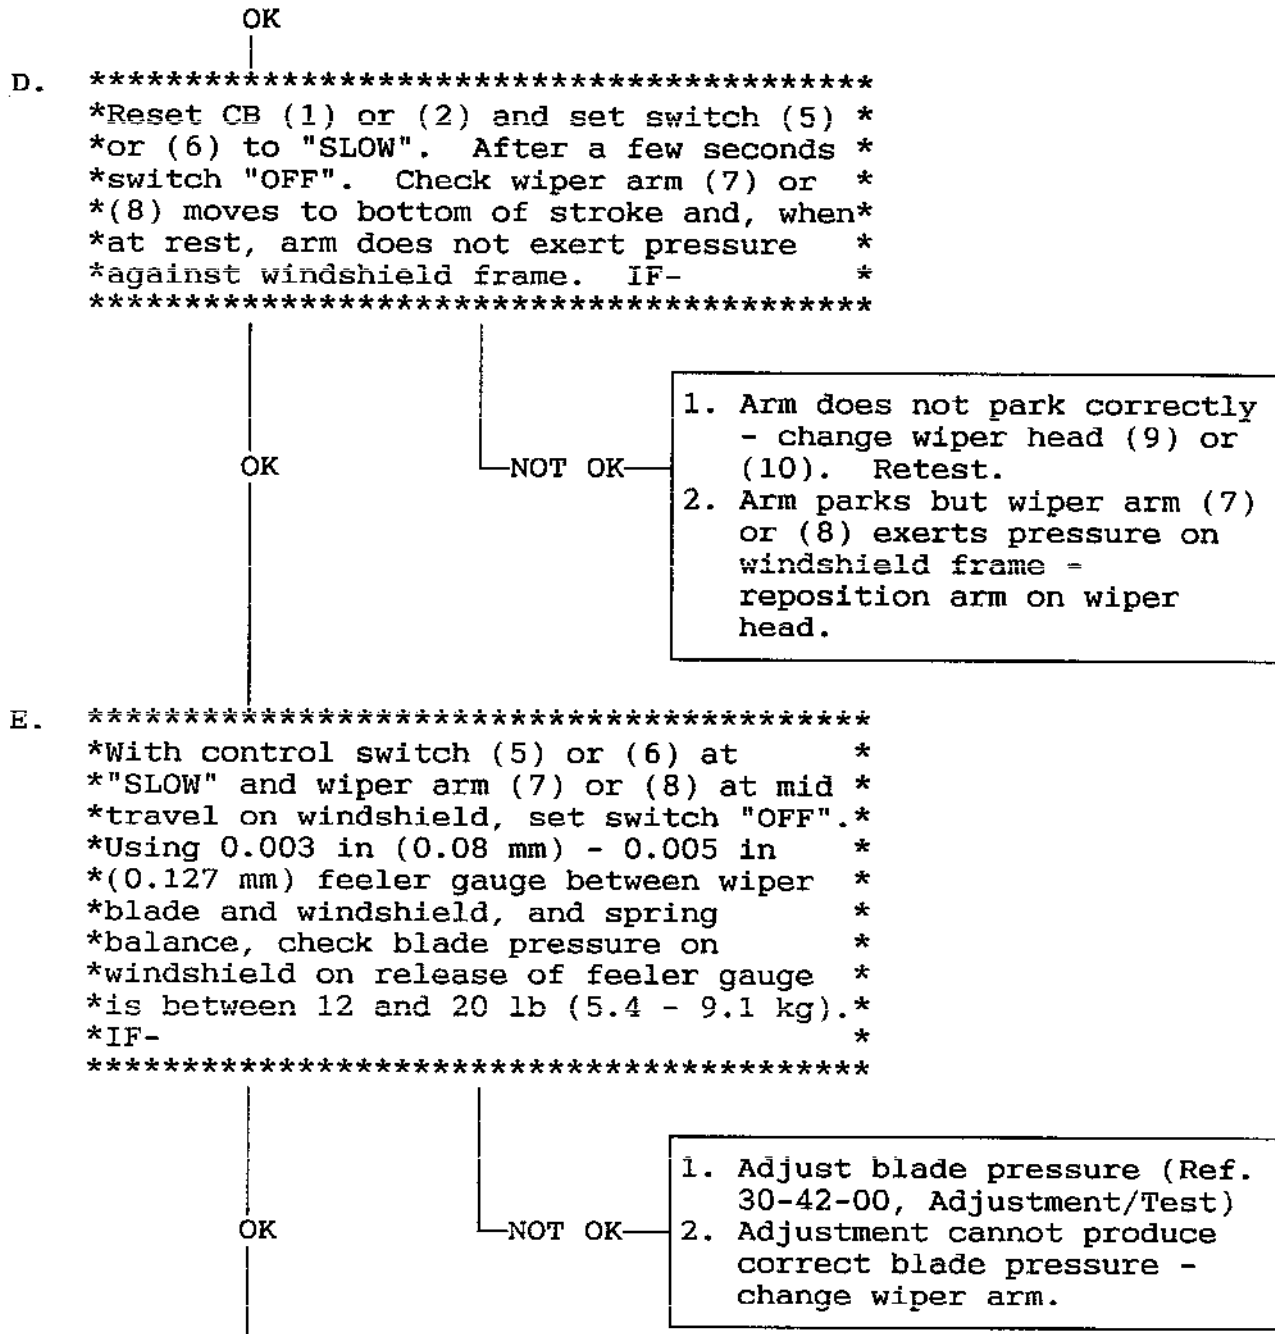 OK
D. *****************************************
*Reset CB (1) or (2) and set switch (5) *
*or (6) to "SLOW". After a few seconds *
*switch "OFF". Check wiper arm (7) or *
*(8) moves to bottom of stroke and, when*
*at rest, arm does not exert pressure *
*against windshield frame. IF- *
*****************************************
OK
NOT OK
1. Arm does not park correctly
- change wiper head (9) or
(10). Retest.
2. Arm parks but wiper arm (7)
or (8) exerts pressure on
windshield frame -
reposition arm on wiper
head.
E. *****************************************
*With control switch (5) or (6) at *
*"SLOW" and wiper arm (7) or (8) at mid *
*travel on windshield, set switch "OFF".*
*Using 0.003 in (0.08 mm) - 0.005 in *
*(0.127 mm) feeler gauge between wiper *
*blade and windshield, and spring *
*balance, check blade pressure on *
*windshield on release of feeler gauge *
*is between 12 and 20 lb (5.4 - 9.1 kg).*
*IF- *
*****************************************
OK
NOT OK
1. Adjust blade pressure (Ref.
30-42-00, Adjustment/Test)
2. Adjustment cannot produce
correct blade pressure -
change wiper arm.